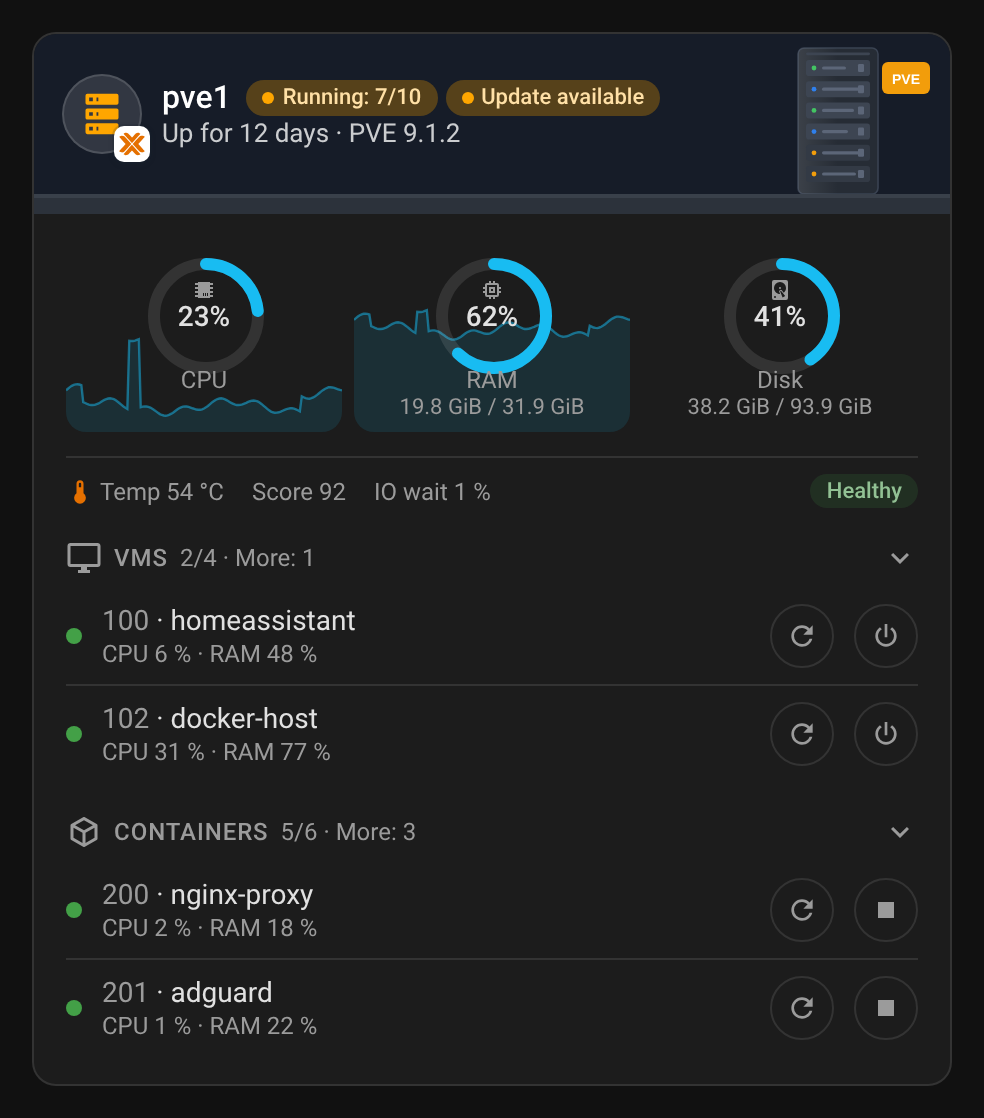 pve1 Running: 7/10 Update available
Up for 12 days · PVE 9.1.2
PVE
23% 62% 41%
CPU RAM Disk
19.8 GiB / 31.9 GiB 38.2 GiB / 93.9 GiB
Temp 54 °C Score 92 IO wait 1 % Healthy
VMS 2/4 · More: 1
100 · homeassistant
CPU 6 % · RAM 48 %
102 · docker-host
CPU 31 % · RAM 77 %
CONTAINERS 5/6 · More: 3
200 · nginx-proxy
CPU 2 % · RAM 18 %
201 · adguard
CPU 1 % · RAM 22 %